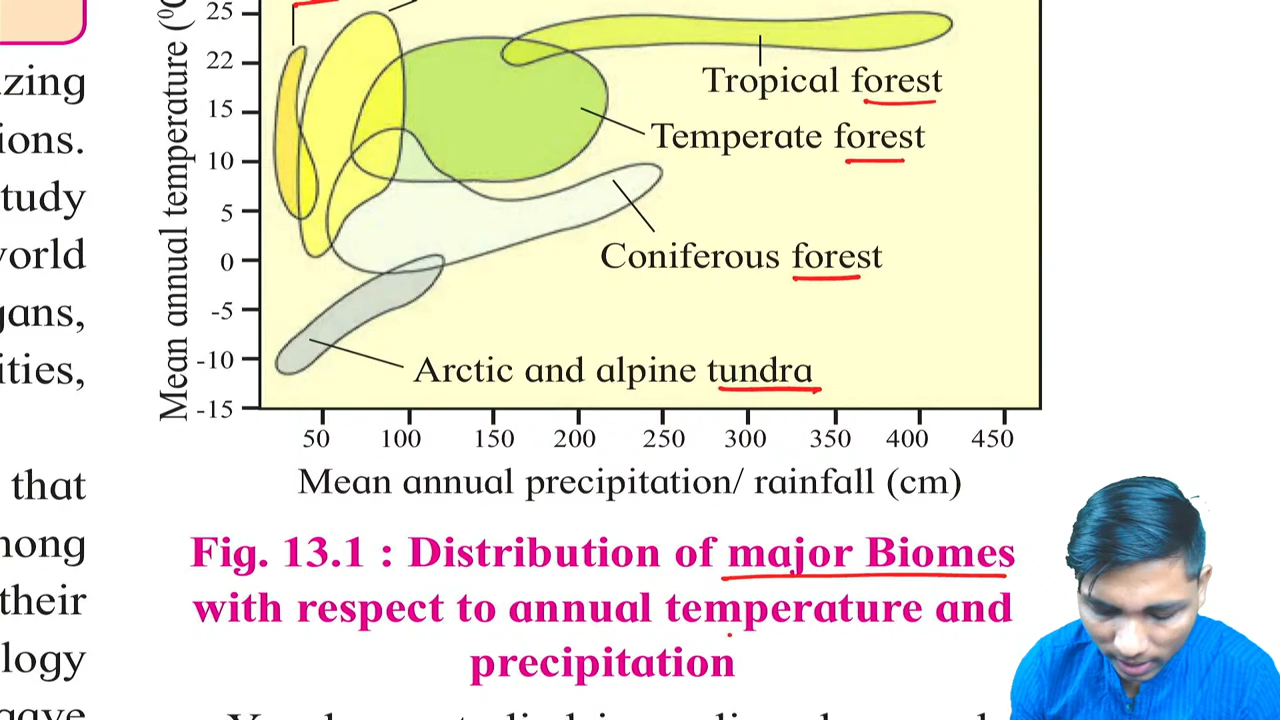 zing
ions.
tudy
vorld
gans,
ities,
that
nong
their
logy
Mean annual temperature (⁰C
25
22
15
10
5
0
-5
-10
-15
Tropical forest
Temperate forest
Coniferous forest
Arctic and alpine tundra
50 100 150 200 250 300 350 400 450
Mean annual precipitation/ rainfall (cm)
Fig. 13.1 : Distribution of major Biomes
with respect to annual temperature and
precipitation